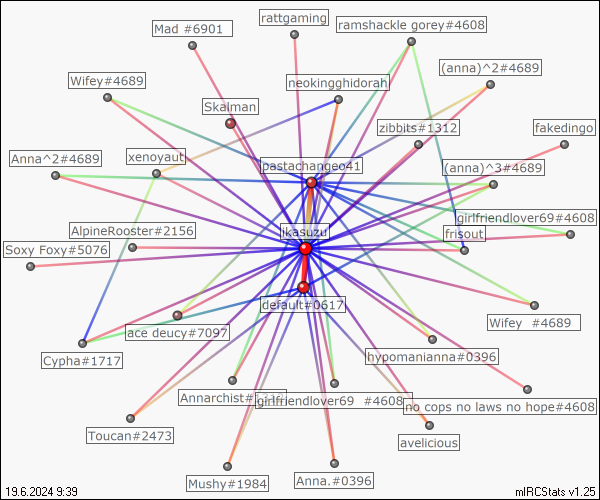 rattgaming
Mad #6901
ramshackle gorey#4608
(anna)^2#4689
Wifey#4689
neokingghidorah
Skalman
zibbits#1312
fakedingo
Anna^2#4689
xenoyaut
pastachangeo41
(anna)^3#4689
girlfriendlover69#4608
AlpineRooster#2156
ikasuzu
frisout
Soxy Foxy#5076
default#0617
Wifey #4689
ace deucy#7097
hypomanianna#0396
Cypha#1717
Annarchist#
girlfriendlover69 #4608
no cops no laws no hope#4608
Toucan#2473
avelicious
Mushy#1984
Anna.#0396
19.6.2024 9:39
mIRCStats v1.25